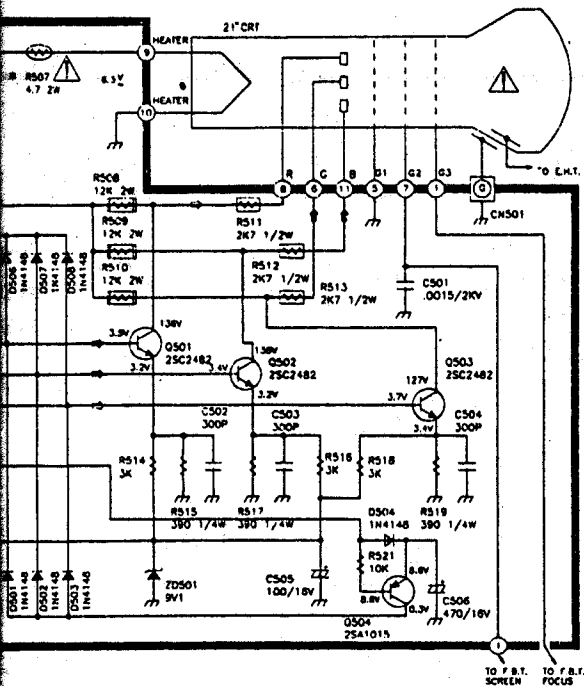 21" CRT
HEATER
9
R507
4.7 2W
6.3V
HEATER
10
R G B G1 G2 G3
8 6 11 5 7 1 G
TO E.H.T.
CN501
R508
12K 2W
R509
12K 2W
R510
12K 2W
R511
2K7 1/2W
R512
2K7 1/2W
R513
2K7 1/2W
C501
.0015/2KV
D506
1N4148
D507
1N4148
D508
1N4148
138V
3.9V
Q501
2SC2482
3.2V
138V
3.4V
Q502
2SC2482
3.2V
127V
3.7V
Q503
2SC2482
3.4V
C502
300P
C503
300P
C504
300P
R514
3K
R516
3K
R518
3K
R515
390 1/4W
R517
390 1/4W
R519
390 1/4W
D504
1N4148
R521
10K
D501
1N4148
D502
1N4148
D503
1N4148
ZD501
9V1
C505
100/16V
8.8V
8.8V
0.3V
Q504
2SA1015
C506
470/16V
1
TO F.B.T.
SCREEN
TO F.B.T.
FOCUS